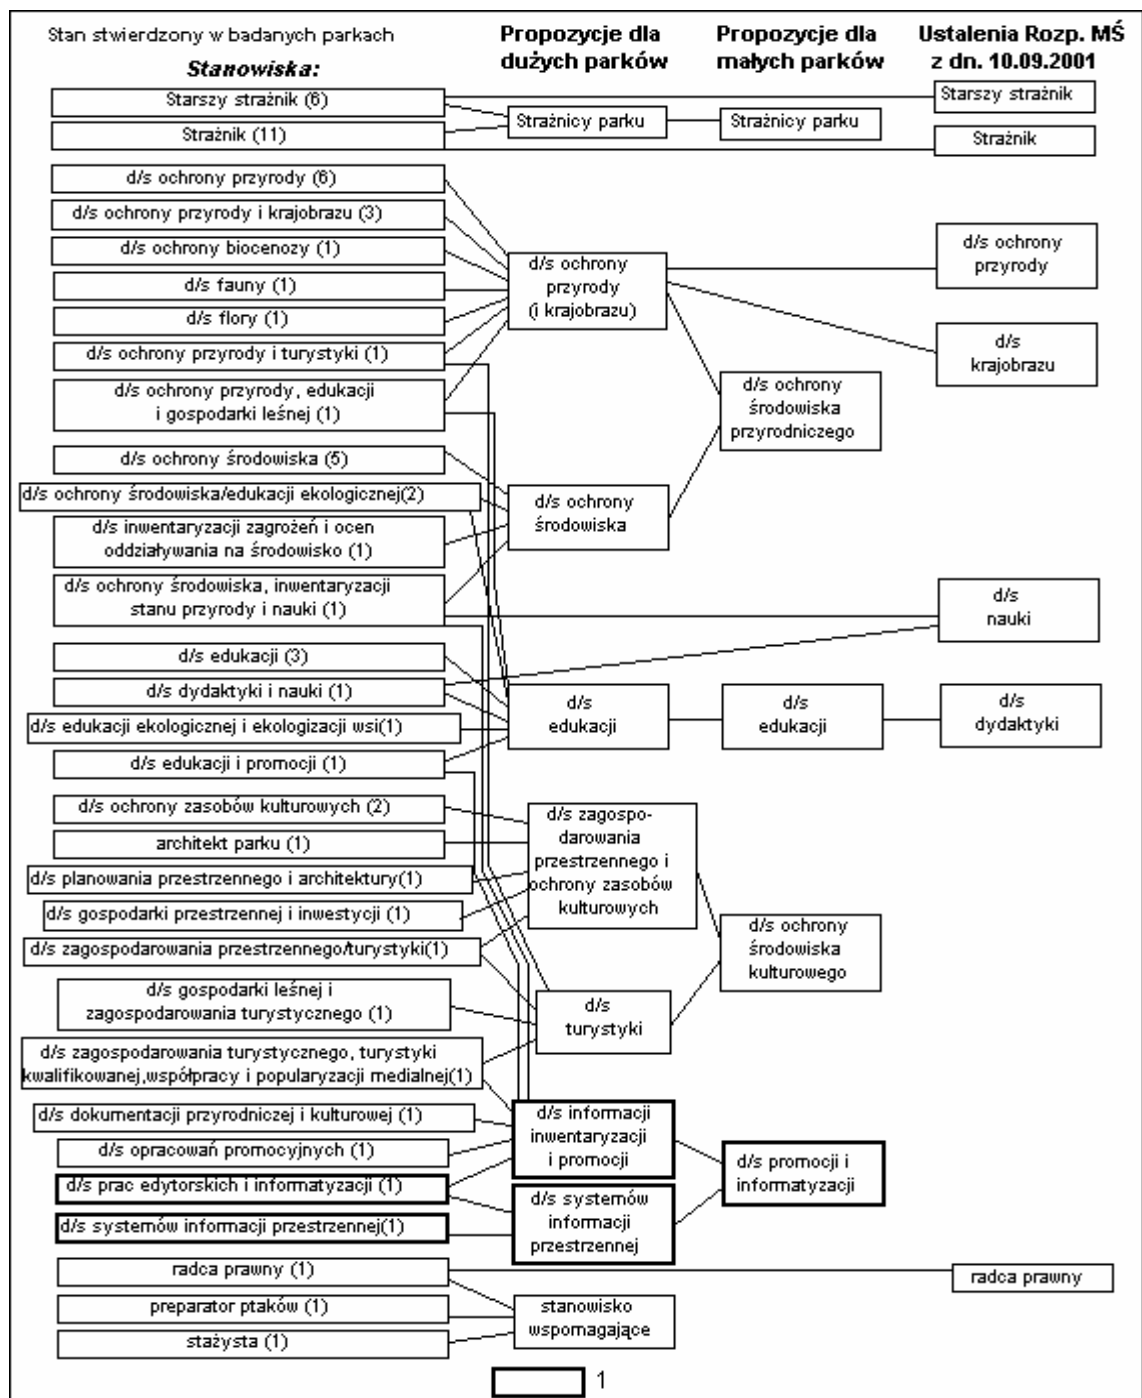 Stan stwierdzony w badanych parkach
Stanowiska:
Propozycje dla
dużych parków
Propozycje dla
małych parków
Ustalenia Rozp. MŚ
z dn. 10.09.2001
Starszy strażnik (6)
Strażnik (11)
d/s ochrony przyrody (6)
d/s ochrony przyrody i krajobrazu (3)
d/s ochrony biocenozy (1)
d/s fauny (1)
d/s flory (1)
d/s ochrony przyrody i turystyki (1)
d/s ochrony przyrody, edukacji
i gospodarki leśnej (1)
d/s ochrony środowiska (5)
d/s ochrony środowiska/edukacji ekologicznej(2)
d/s inwentaryzacji zagrożeń i ocen
oddziaływania na środowisko (1)
d/s ochrony środowiska, inwentaryzacji
stanu przyrody i nauki (1)
d/s edukacji (3)
d/s dydaktyki i nauki (1)
d/s edukacji ekologicznej i ekologizacji wsi(1)
d/s edukacji i promocji (1)
d/s ochrony zasobów kulturowych (2)
architekt parku (1)
d/s planowania przestrzennego i architektury(1)
d/s gospodarki przestrzennej i inwestycji (1)
d/s zagospodarowania przestrzennego/turystyki(1)
d/s gospodarki leśnej i
zagospodarowania turystycznego (1)
d/s zagospodarowania turystycznego, turystyki
kwalifikowanej,współpracy i popularyzacji medialnej(1)
d/s dokumentacji przyrodniczej i kulturowej (1)
d/s opracowań promocyjnych (1)
d/s prac edytorskich i informatyzacji (1)
d/s systemów informacji przestrzennej(1)
radca prawny (1)
preparator ptaków (1)
stażysta (1)
Strażnicy parku
d/s ochrony
przyrody
(i krajobrazu)
d/s ochrony
środowiska
d/s
edukacji
d/s zagospo-
darowania
przestrzennego i
ochrony zasobów
kulturowych
d/s
turystyki
d/s informacji
inwentaryzacji
i promocji
d/s systemów
informacji
przestrzennej
stanowisko
wspomagające
Strażnicy parku
d/s ochrony
środowiska
przyrodniczego
d/s
edukacji
d/s ochrony
środowiska
kulturowego
d/s promocji i
informatyzacji
Starszy strażnik
Strażnik
d/s ochrony
przyrody
d/s
krajobrazu
d/s
nauki
d/s
dydaktyki
radca prawny
1